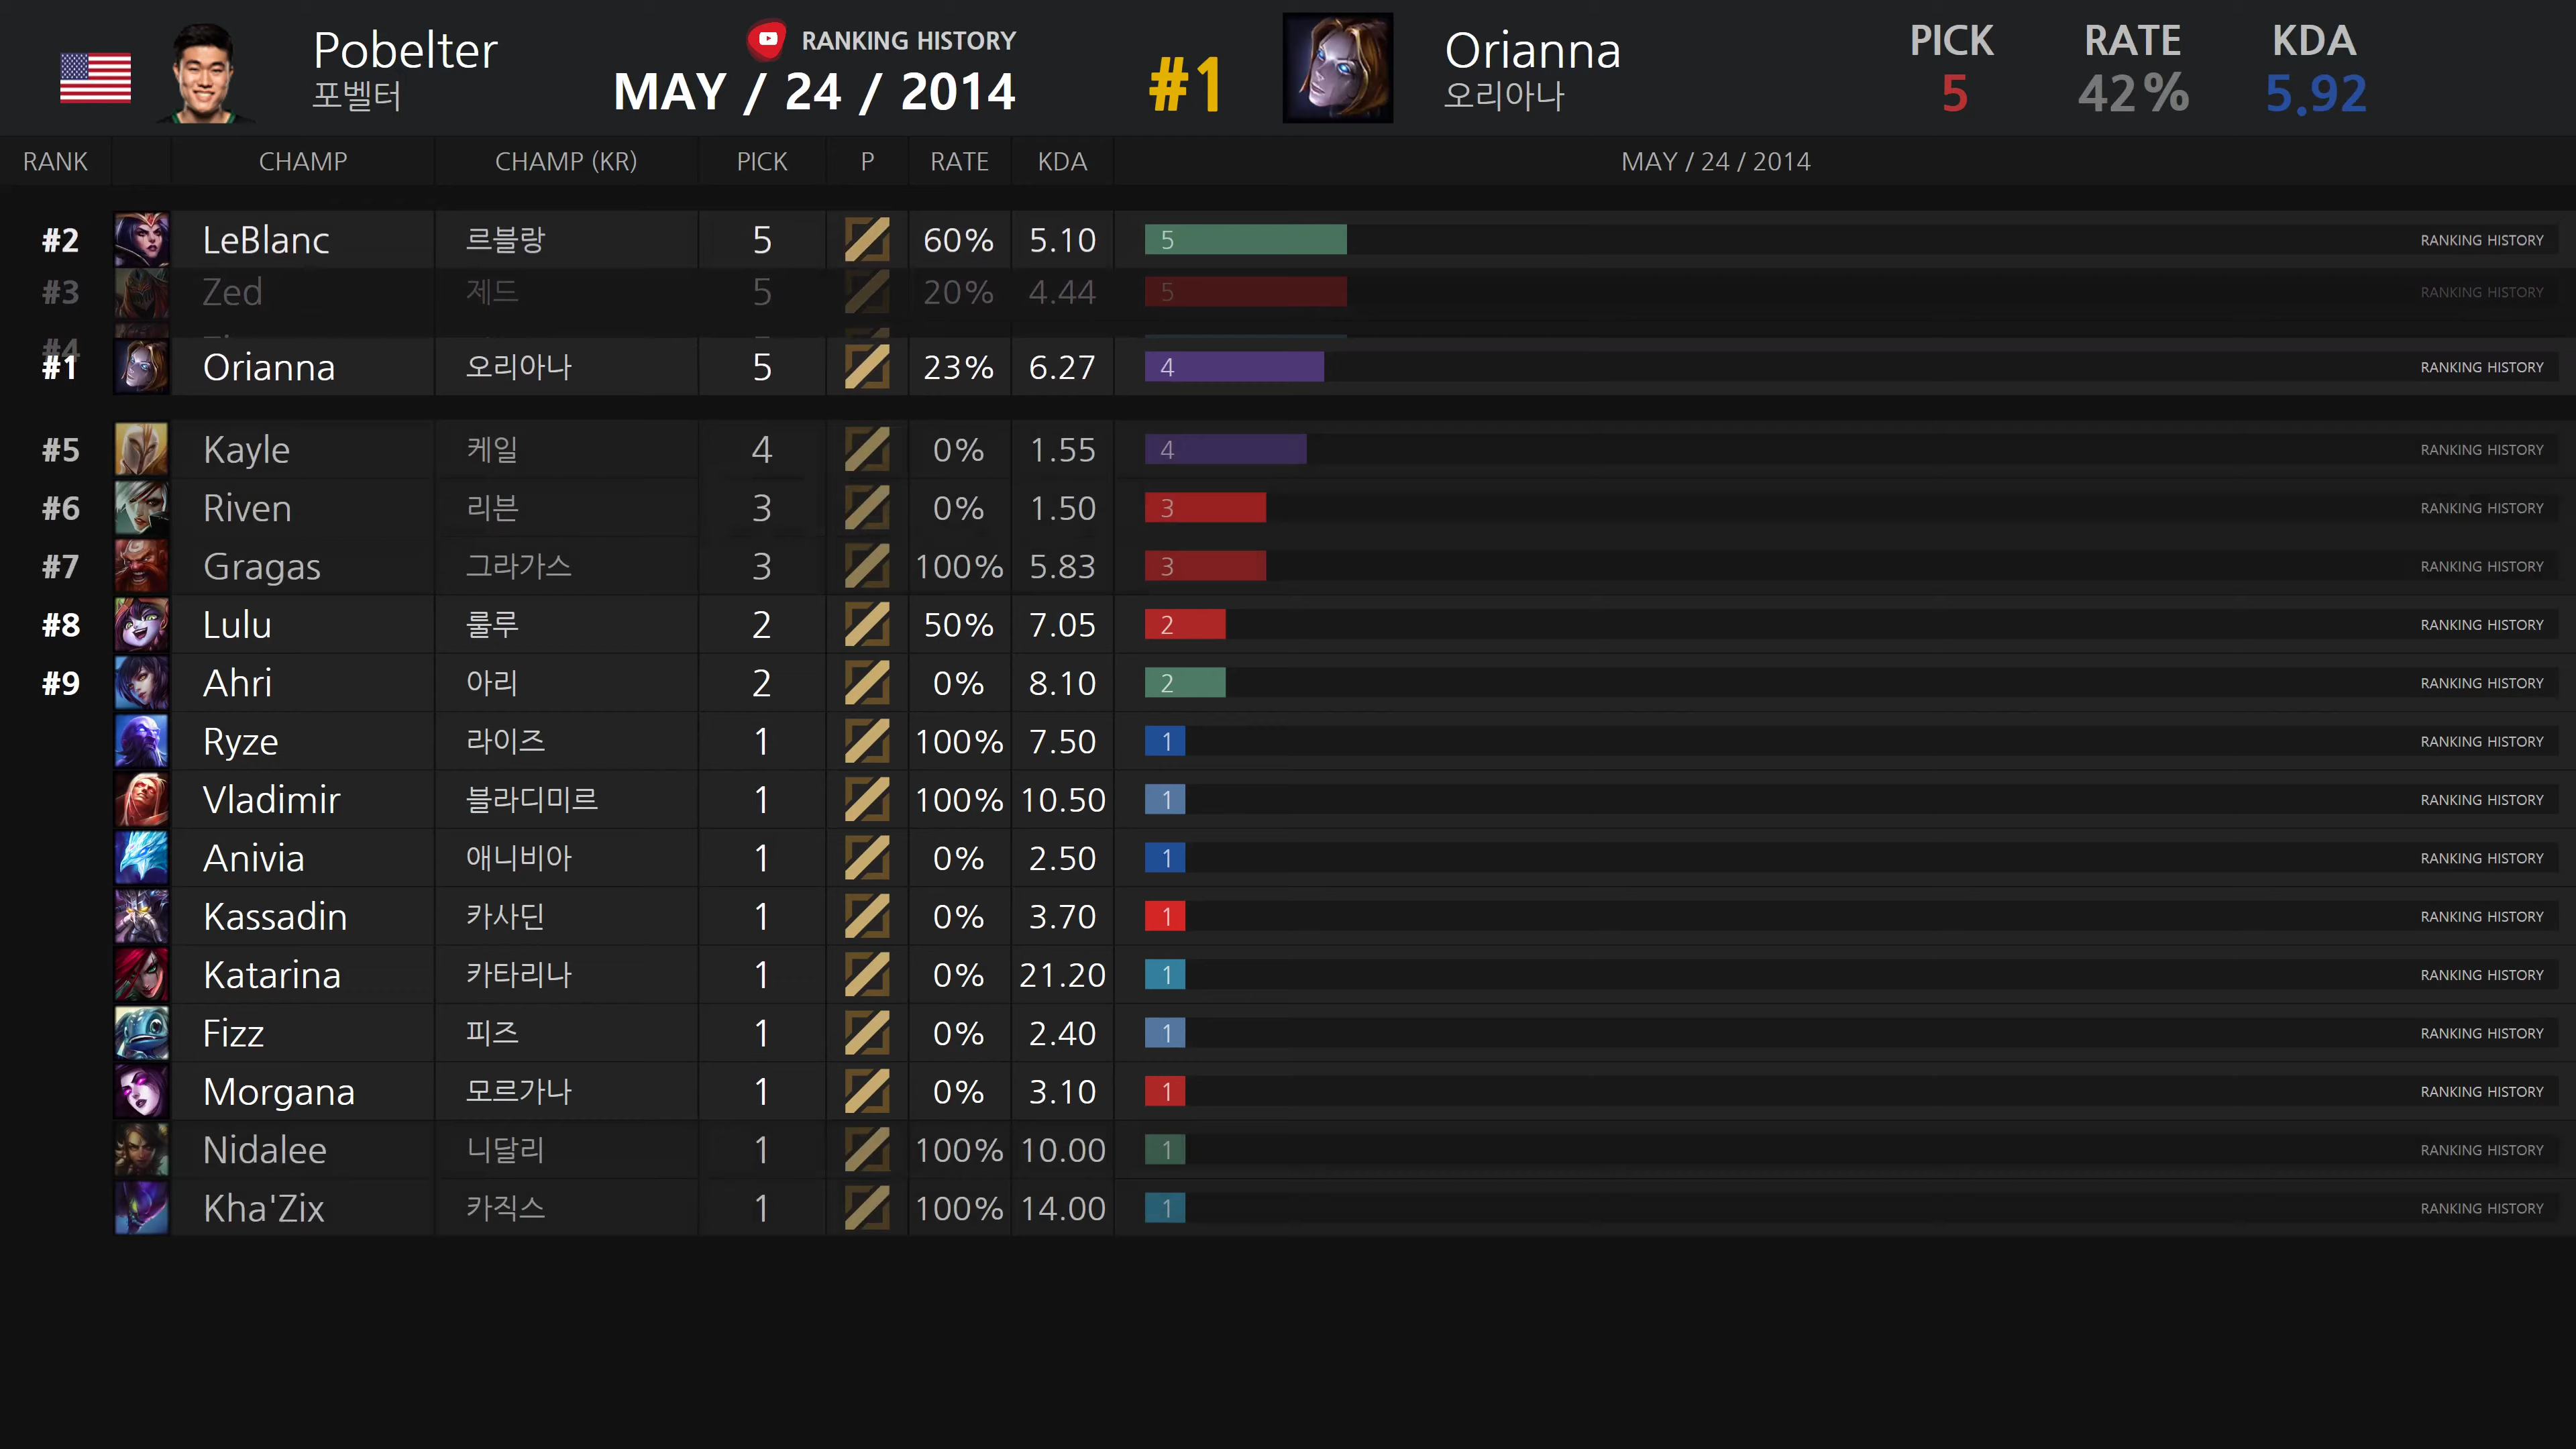 Pobelter
포벨터
RANKING HISTORY
MAY / 24 / 2014
#1
Orianna
오리아나
PICK RATE KDA
5 42% 5.92
RANK CHAMP CHAMP (KR) PICK P RATE KDA MAY / 24 / 2014
#2 LeBlanc 르블랑 5 60% 5.10 5 RANKING HISTORY
#3 Zed 제드 5 20% 4.44 5 RANKING HISTORY
#4
#1 Orianna 오리아나 5 23% 6.27 4 RANKING HISTORY
#5 Kayle 케일 4 0% 1.55 4 RANKING HISTORY
#6 Riven 리븐 3 0% 1.50 3 RANKING HISTORY
#7 Gragas 그라가스 3 100% 5.83 3 RANKING HISTORY
#8 Lulu 룰루 2 50% 7.05 2 RANKING HISTORY
#9 Ahri 아리 2 0% 8.10 2 RANKING HISTORY
Ryze 라이즈 1 100% 7.50 1 RANKING HISTORY
Vladimir 블라디미르 1 100% 10.50 1 RANKING HISTORY
Anivia 애니비아 1 0% 2.50 1 RANKING HISTORY
Kassadin 카사딘 1 0% 3.70 1 RANKING HISTORY
Katarina 카타리나 1 0% 21.20 1 RANKING HISTORY
Fizz 피즈 1 0% 2.40 1 RANKING HISTORY
Morgana 모르가나 1 0% 3.10 1 RANKING HISTORY
Nidalee 니달리 1 100% 10.00 1 RANKING HISTORY
Kha'Zix 카직스 1 100% 14.00 1 RANKING HISTORY